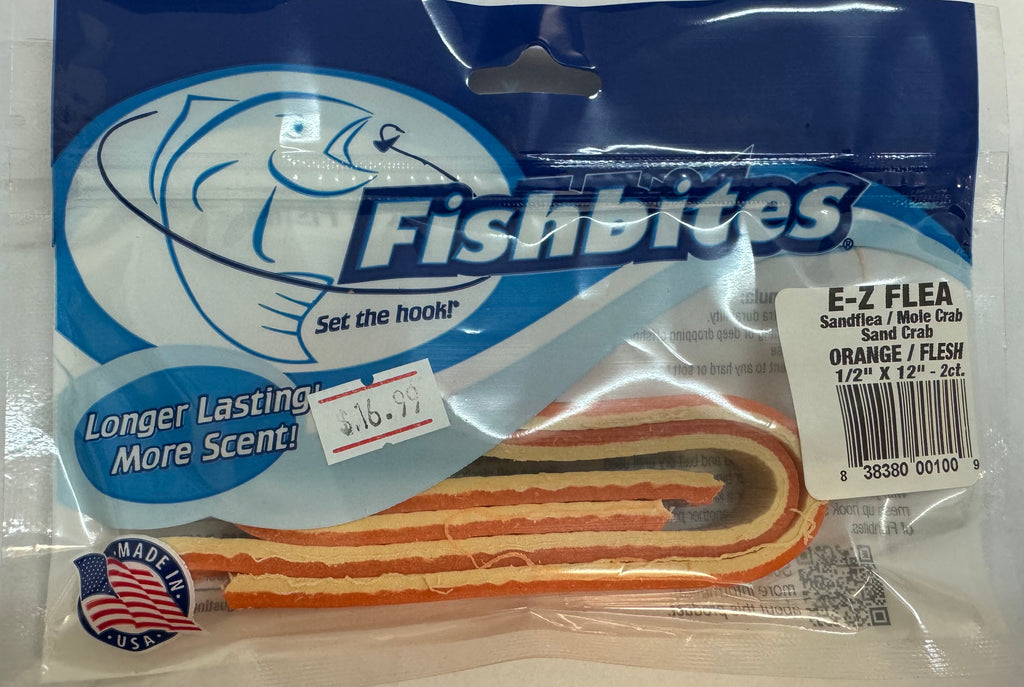 Fishbites®
Set the hook!®
Longer Lasting!
More Scent!
$16.99
E-Z FLEA
Sandflea / Mole Crab
Sand Crab
ORANGE / FLESH
1/2" X 12" - 2ct.
8 38380 00100 9
MADE IN
U.S.A.